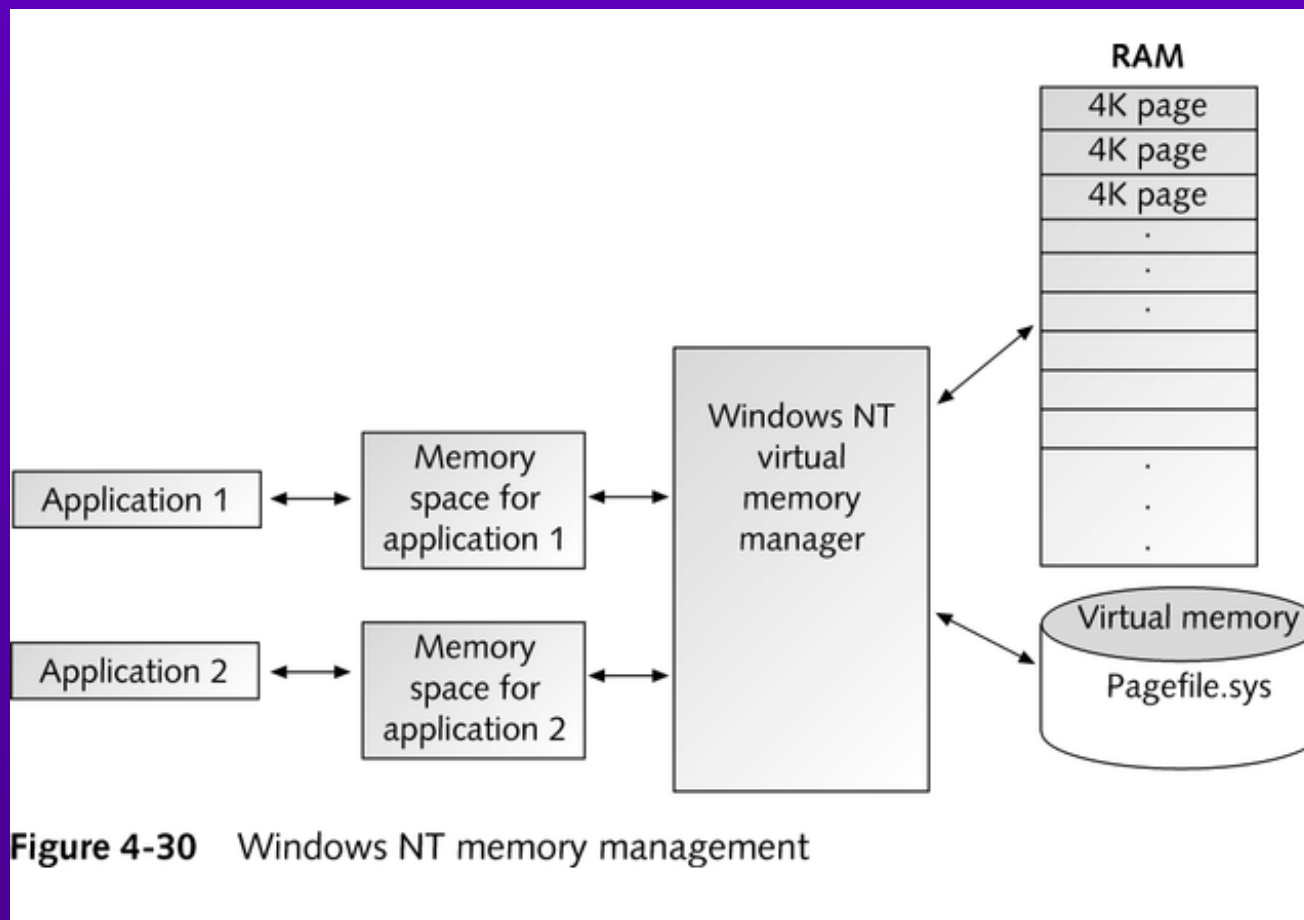 RAM
4K page
4K page
4K page
.
.
.
.
.
.
Windows NT
virtual
memory
manager
Memory
space for
application 1
Application 1
Memory
space for
application 2
Application 2
Virtual memory
Pagefile.sys
Figure 4-30 Windows NT memory management